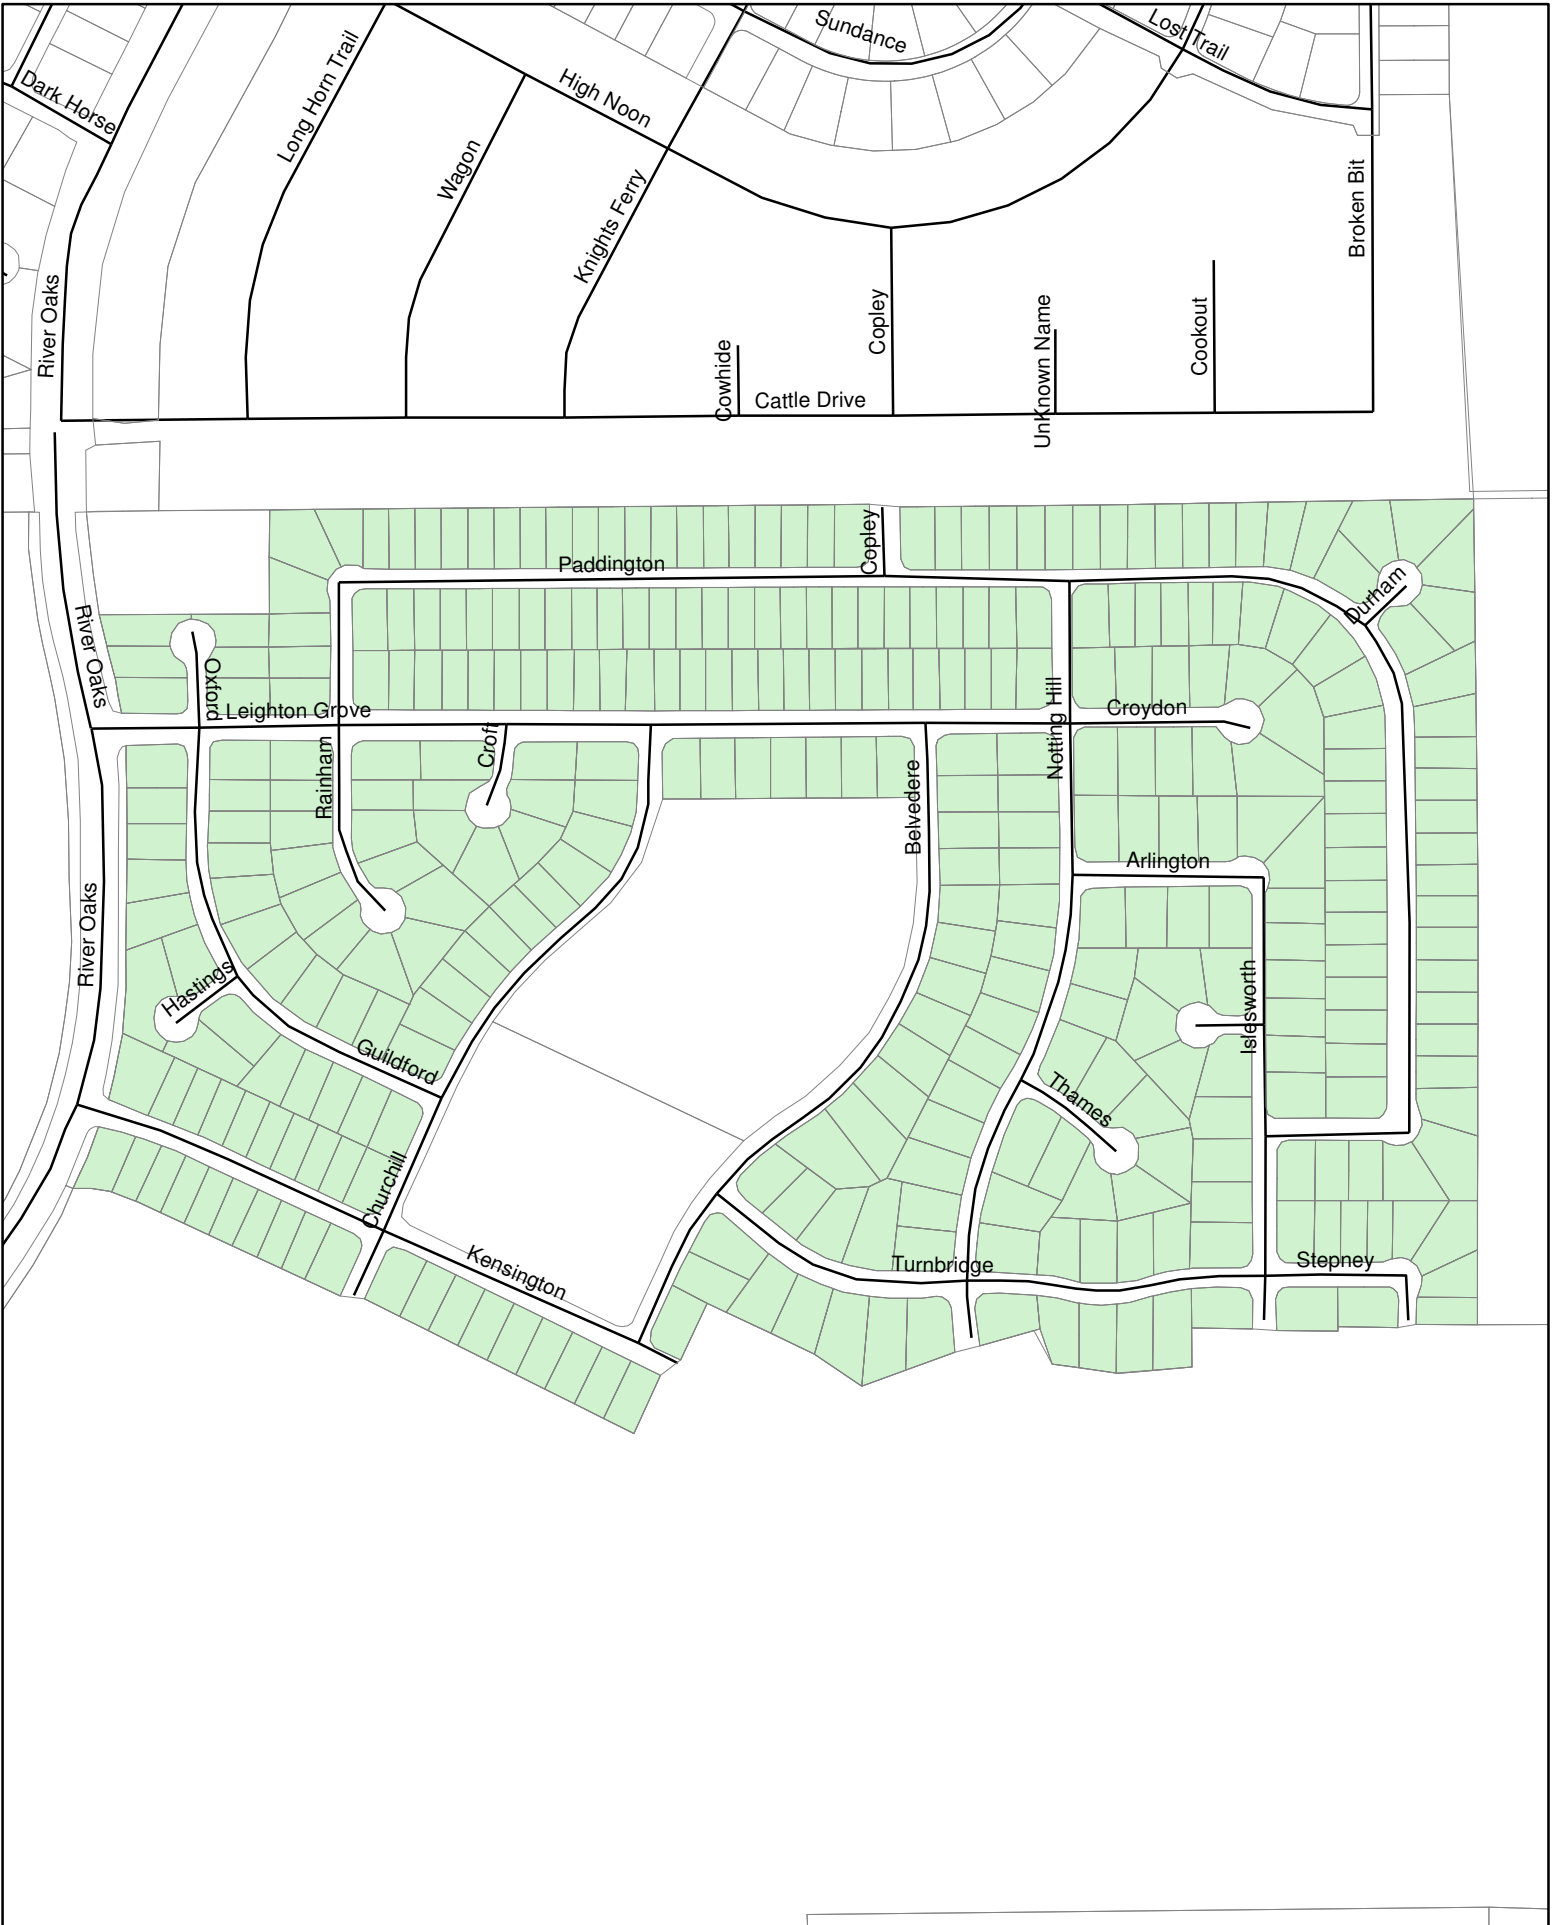 Sundance
Lost Trail
Dark Horse
Long Horn Trail
High Noon
Wagon
Knights Ferry
Broken Bit
River Oaks
Cowhide
Copley
UnKnown Name
Cookout
Cattle Drive
Copley
Paddington
Durham
River Oaks
Oxford
Leighton Grove
Croft
Notting Hill
Croydon
Rainham
Belvedere
Arlington
River Oaks
Hastings
Islesworth
Guildford
Thames
Churchill
Kensington
Turnbridge
Stepney